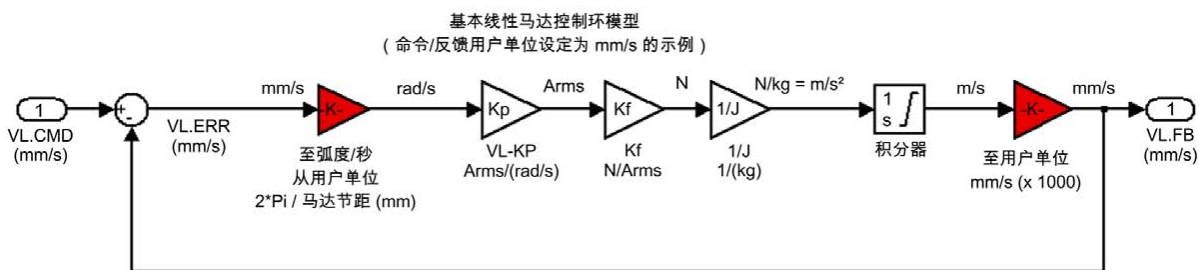 基本线性马达控制环模型
（ 命令/反馈用户单位设定为 mm/s 的示例 ）
1
VL.CMD
(mm/s)
+
-
VL.ERR
(mm/s)
mm/s
-K-
至弧度/秒
从用户单位
2*Pi / 马达节距 (mm)
rad/s
Kp
VL-KP
Arms/(rad/s)
Arms
Kf
Kf
N/Arms
N
1/J
1/J
1/(kg)
N/kg = m/s²
1
s
积分器
m/s
-K-
至用户单位
mm/s (x 1000)
mm/s
1
VL.FB
(mm/s)